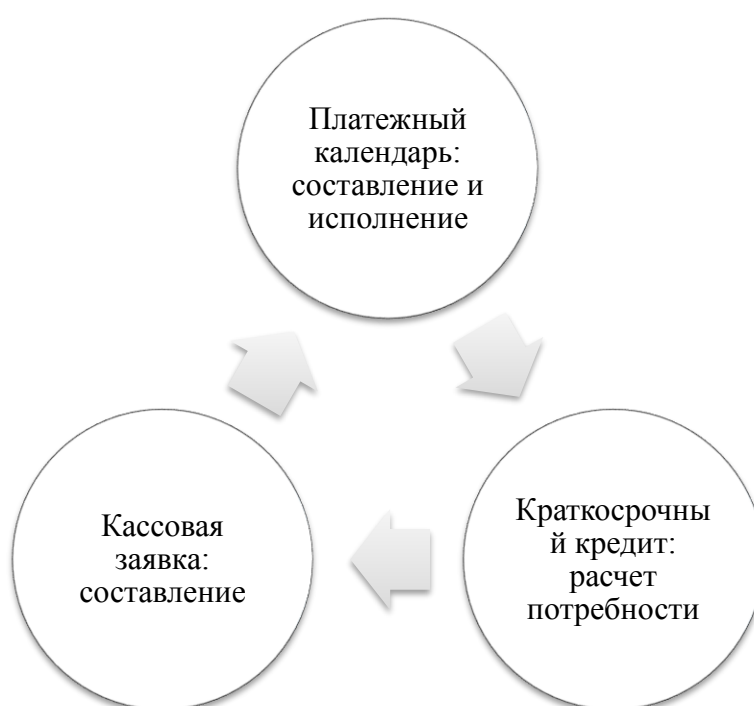 Платежный
календарь:
составление и
исполнение
Краткосрочны
й кредит:
расчет
потребности
Кассовая
заявка:
составление